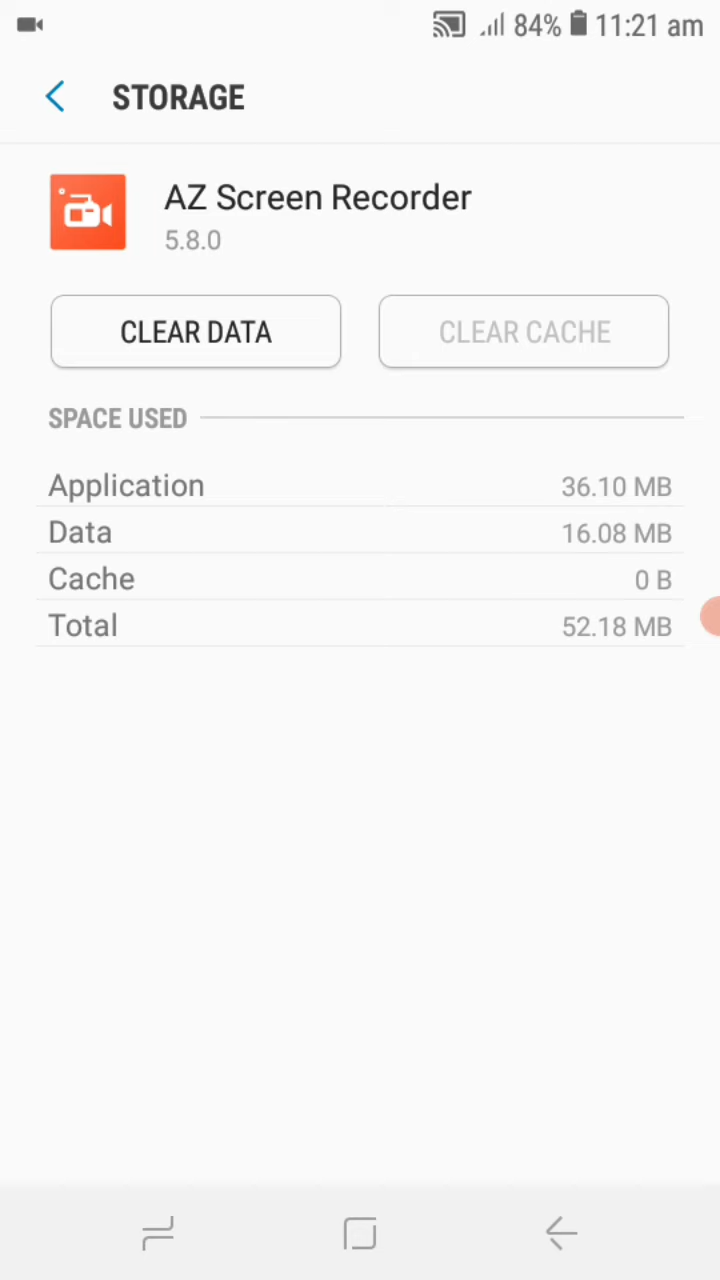 84% 11:21 am
STORAGE
AZ Screen Recorder
5.8.0
CLEAR DATA CLEAR CACHE
SPACE USED
Application 36.10 MB
Data 16.08 MB
Cache 0 B
Total 52.18 MB